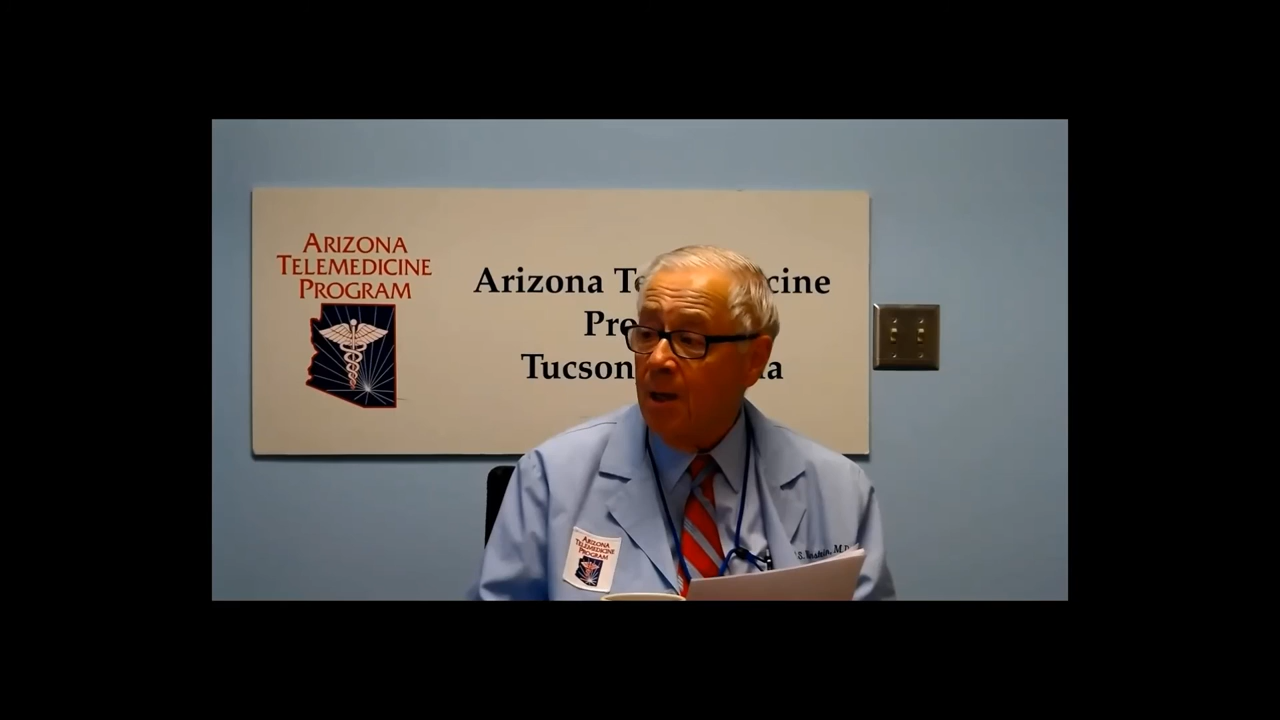 ARIZONA
TELEMEDICINE
PROGRAM
Arizona Te cine
Pro
Tucson a
ARIZONA
TELEMEDICINE
PROGRAM
S. M.D.